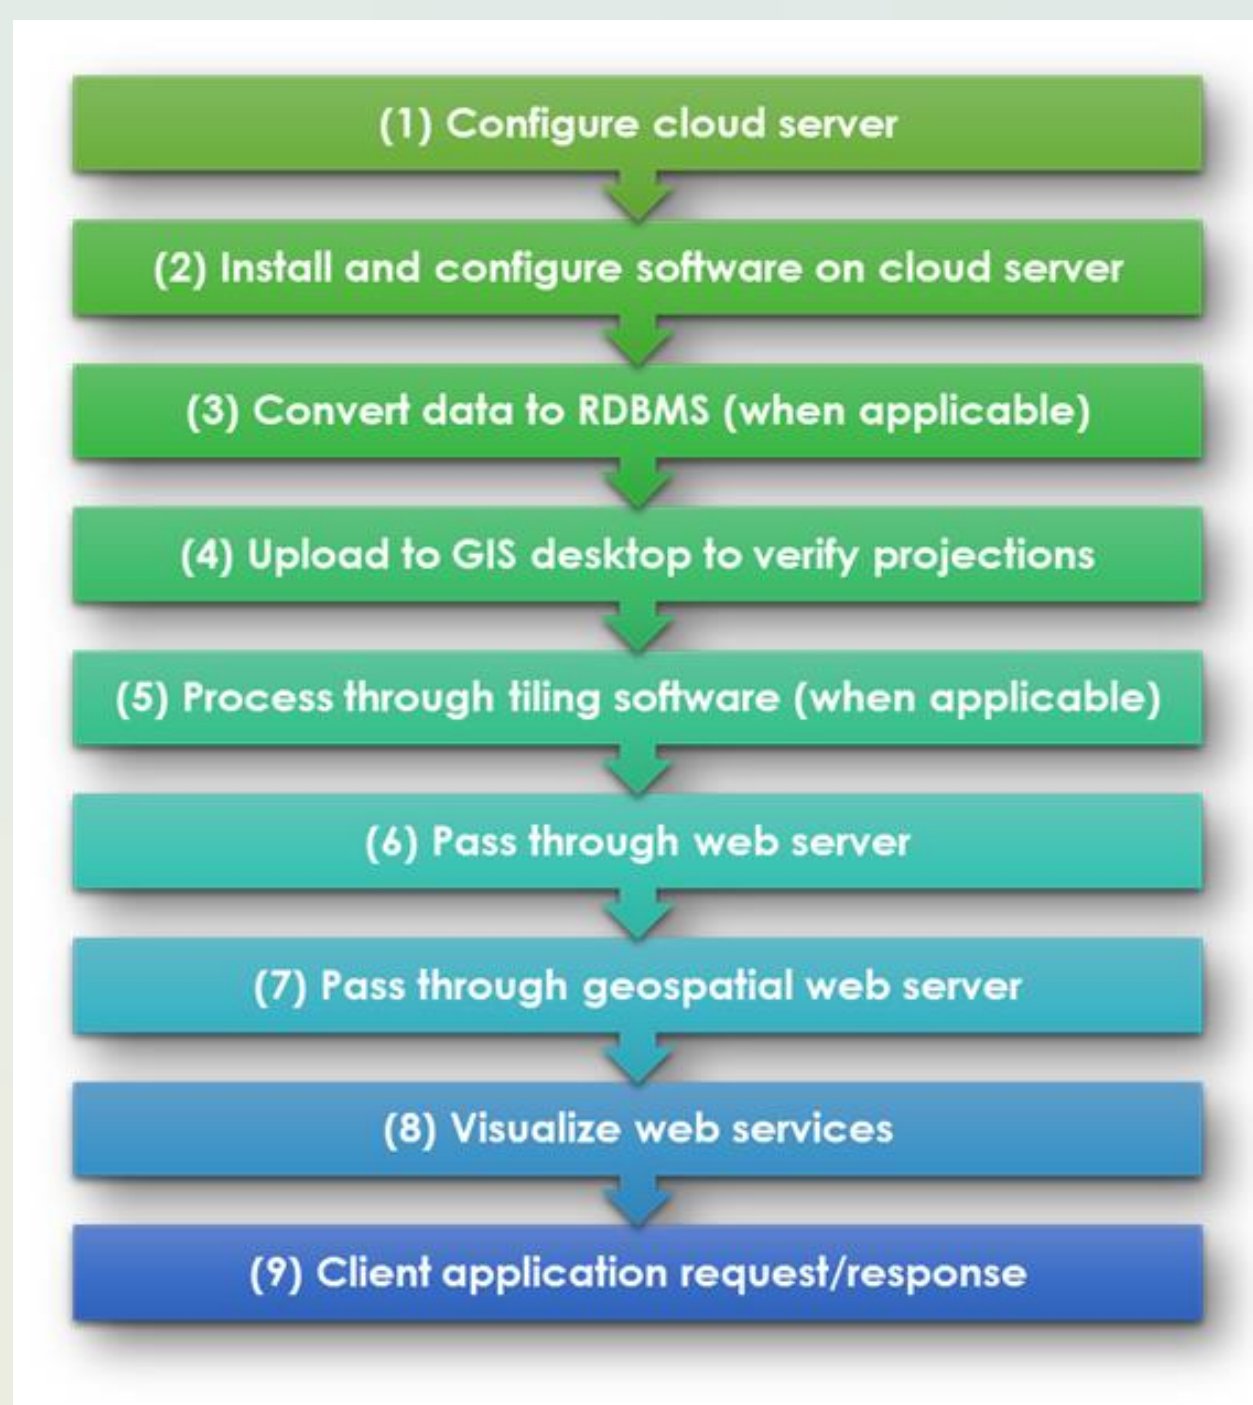 (1) Configure cloud server
(2) Install and configure software on cloud server
(3) Convert data to RDBMS (when applicable)
(4) Upload to GIS desktop to verify projections
(5) Process through tiling software (when applicable)
(6) Pass through web server
(7) Pass through geospatial web server
(8) Visualize web services
(9) Client application request/response